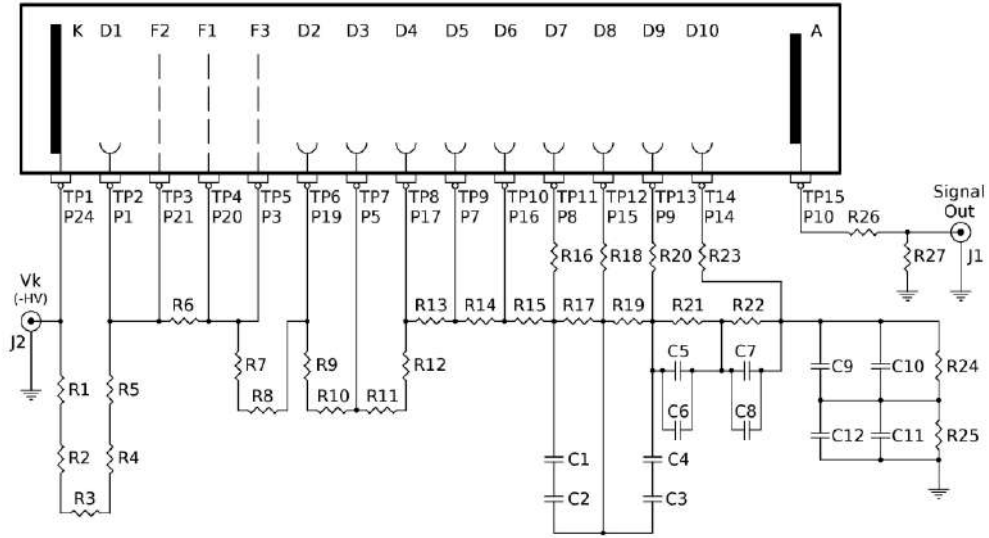 K D1 F2 F1 F3 D2 D3 D4 D5 D6 D7 D8 D9 D10 A
TP1 TP2 TP3 TP4 TP5 TP6 TP7 TP8 TP9 TP10 TP11 TP12 TP13 T14 TP15
P24 P1 P21 P20 P3 P19 P5 P17 P7 P16 P8 P15 P9 P14 P10
Signal
Out
R26
R27
J1
R16 R18 R20 R23
Vk
(-HV)
J2
R6
R13 R14 R15 R17 R19 R21 R22
R7
R8
R9
R10
R11
R12
C5
C7
C9
C10
R24
R1
R5
C6
C8
C12
C11
R25
R2
R4
C1
C4
R3
C2
C3